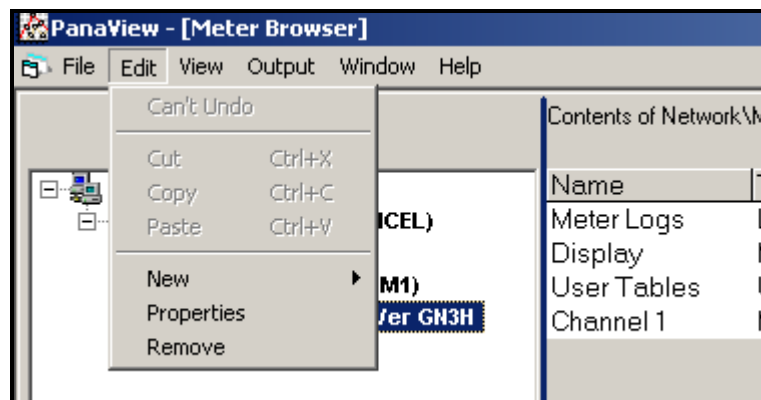 PanaView - [Meter Browser]
File Edit View Output Window Help
Can't Undo
Cut Ctrl+X
Copy Ctrl+C
Paste Ctrl+V
New
Properties
Remove
M1)
Ver GN3H
Contents of Network\
Name
Meter Logs
Display
User Tables
Channel 1